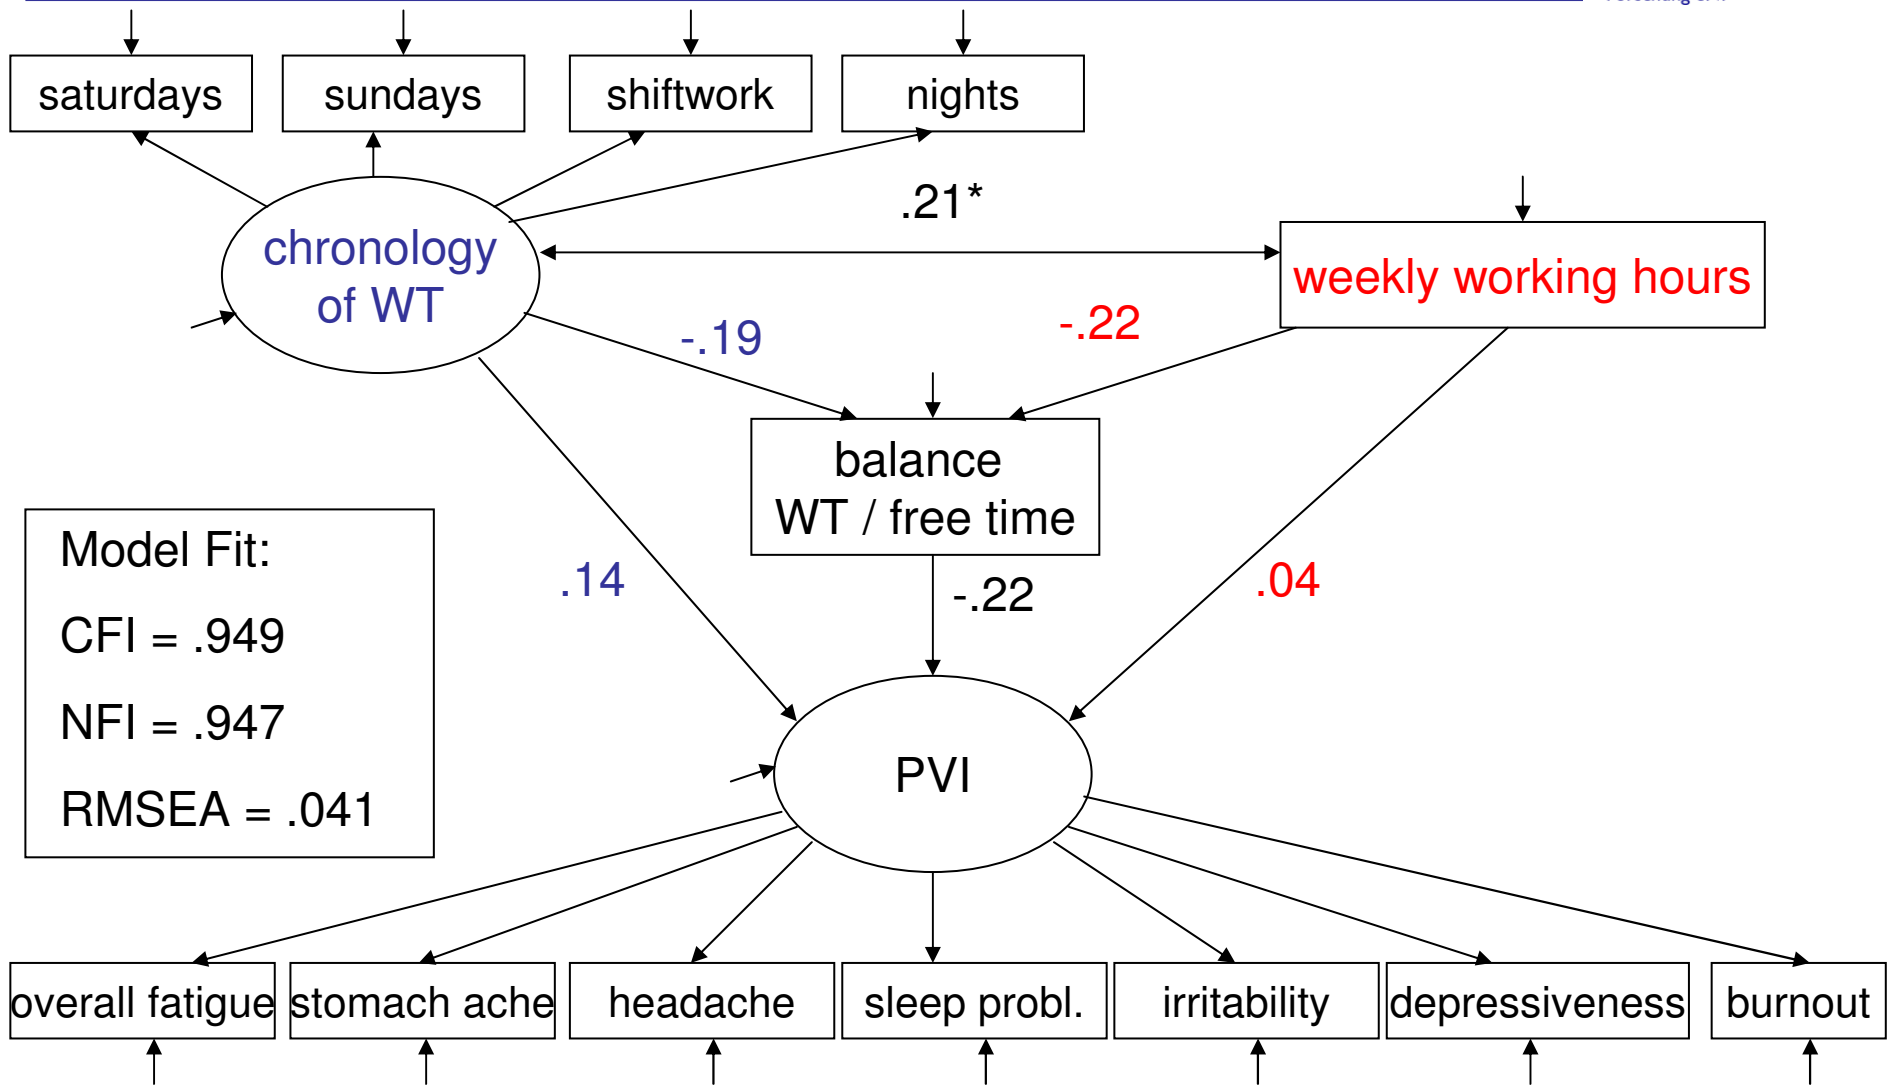 saturdays
sundays
shiftwork
nights
.21*
chronology
of WT
weekly working hours
-.19
-.22
balance
WT / free time
Model Fit:
CFI = .949
NFI = .947
RMSEA = .041
.14
-.22
.04
PVI
overall fatigue
stomach ache
headache
sleep probl.
irritability
depressiveness
burnout